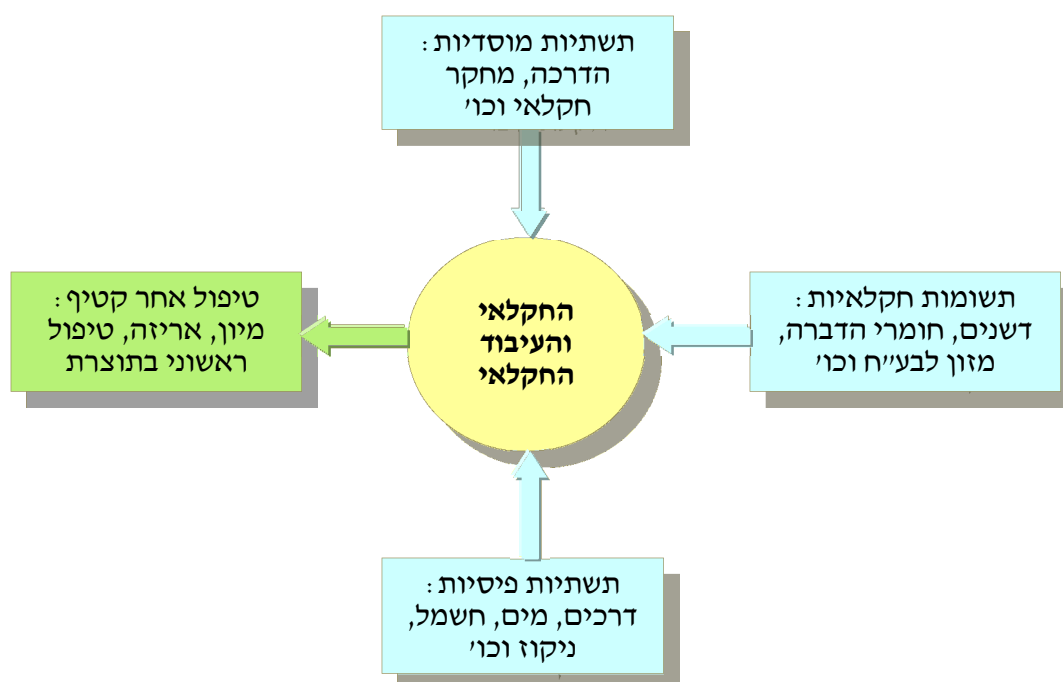 תשתיות מוסדיות:
הדרכה, מחקר
חקלאי וכו׳
תשומות חקלאיות:
דשנים, חומרי הדברה,
מזון לבע״ח וכו׳
החקלאי
והעיבוד
החקלאי
טיפול אחר קטיף:
מיון, אריזה, טיפול
ראשוני בתוצרת
תשתיות פיסיות:
דרכים, מים, חשמל,
ניקוז וכו׳